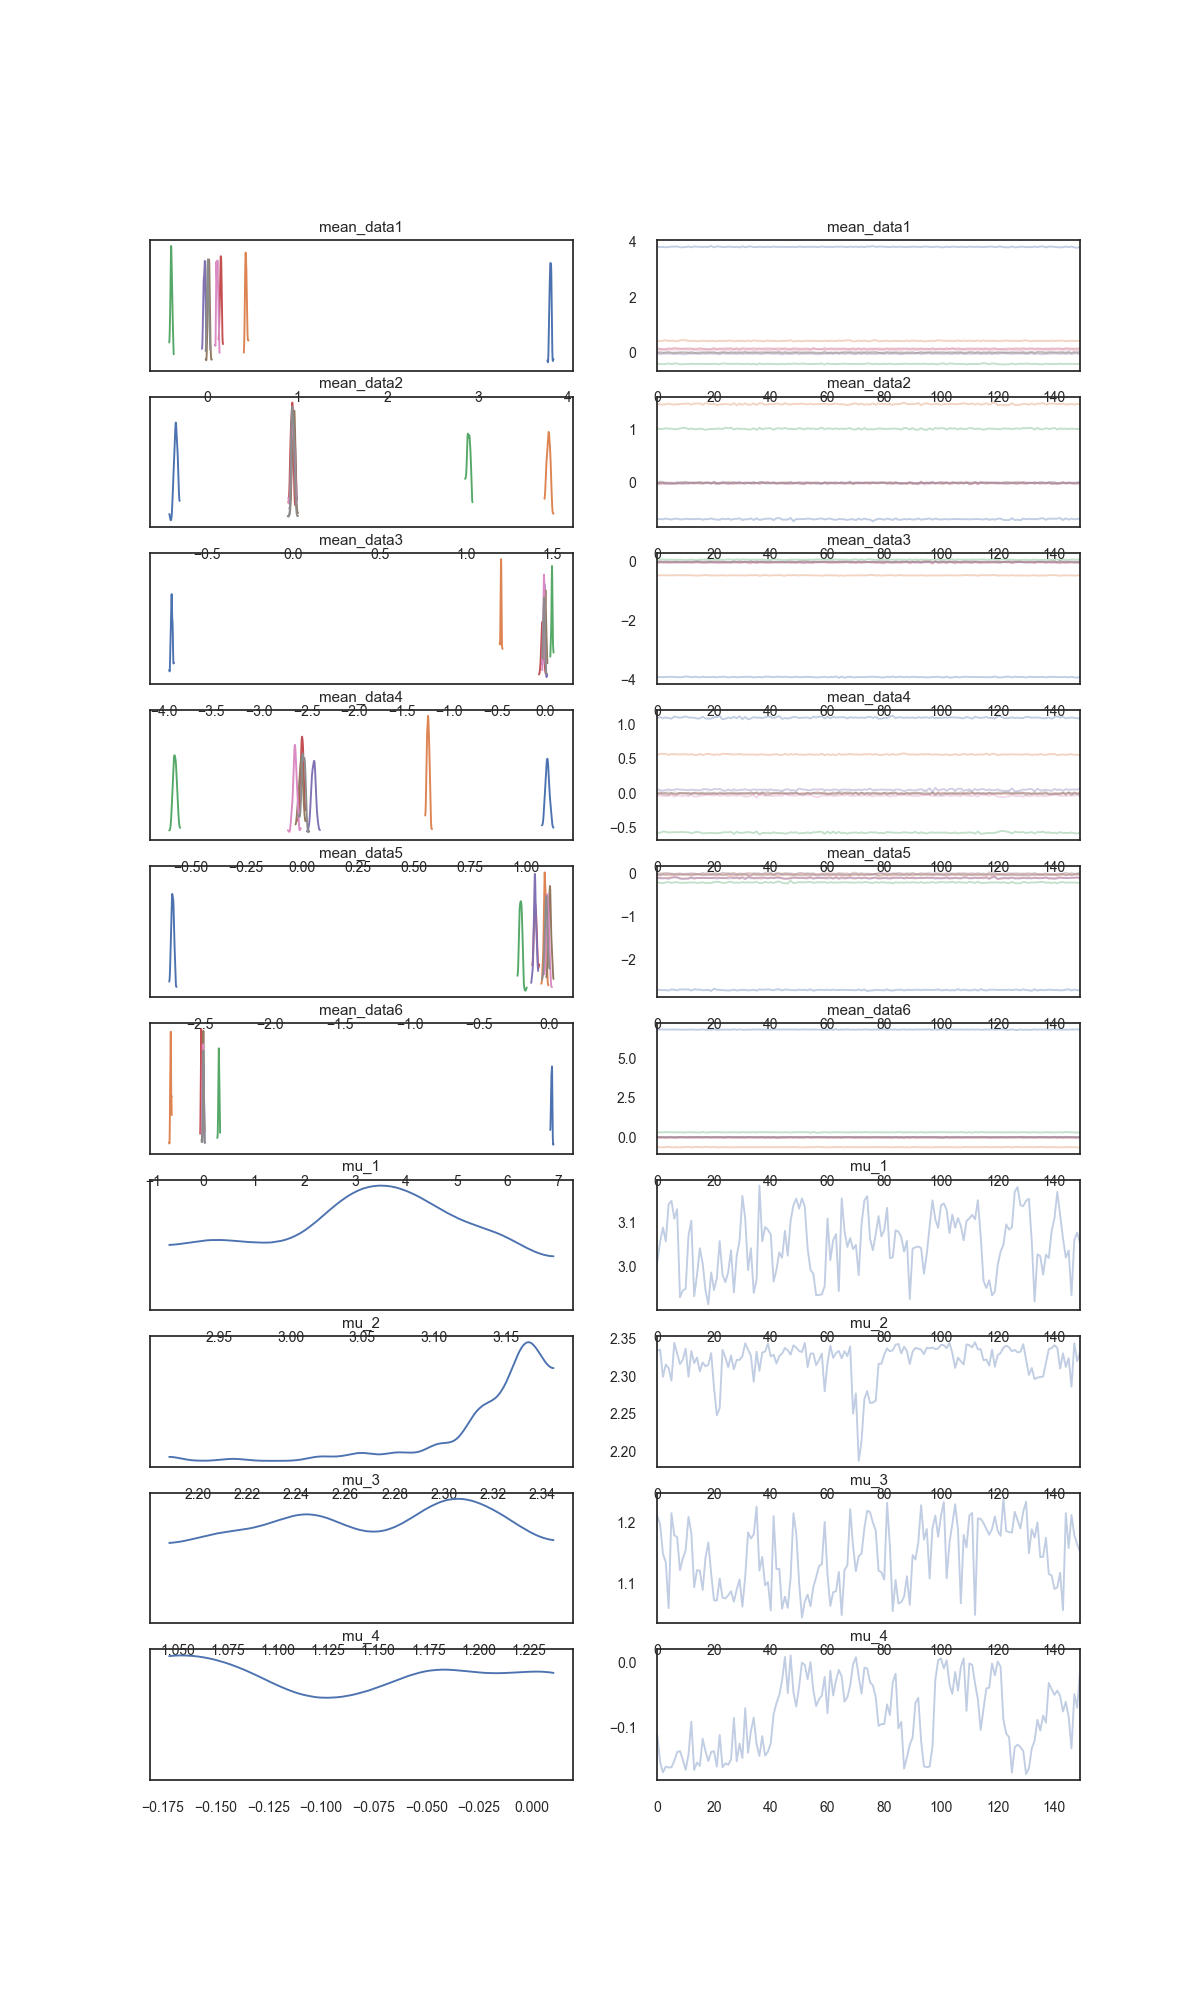 mean_data1 mean_data1
4
2
0
mean_data2 mean_data2
0 1 2 3 4 0 20 40 60 80 100 120 140
1
0
mean_data3 mean_data3
−0.5 0.0 0.5 1.0 1.5 0 20 40 60 80 100 120 140
0
−2
−4
mean_data4 mean_data4
−4.0 −3.5 −3.0 −2.5 −2.0 −1.5 −1.0 −0.5 0.0 0 20 40 60 80 100 120 140
1.0
0.5
0.0
−0.5
mean_data5 mean_data5
−0.50 −0.25 0.00 0.25 0.50 0.75 1.00 0 20 40 60 80 100 120 140
0
−1
−2
mean_data6 mean_data6
−2.5 −2.0 −1.5 −1.0 −0.5 0.0 0 20 40 60 80 100 120 140
5.0
2.5
0.0
mu_1 mu_1
−1 0 1 2 3 4 5 6 7 0 20 40 60 80 100 120 140
3.1
3.0
mu_2 mu_2
2.95 3.00 3.05 3.10 3.15 0 20 40 60 80 100 120 140
2.35
2.30
2.25
2.20
mu_3 mu_3
2.20 2.22 2.24 2.26 2.28 2.30 2.32 2.34 0 20 40 60 80 100 120 140
1.2
1.1
mu_4 mu_4
1.050 1.075 1.100 1.125 1.150 1.175 1.200 1.225 0 20 40 60 80 100 120 140
0.0
−0.1
−0.175 −0.150 −0.125 −0.100 −0.075 −0.050 −0.025 0.000 0 20 40 60 80 100 120 140